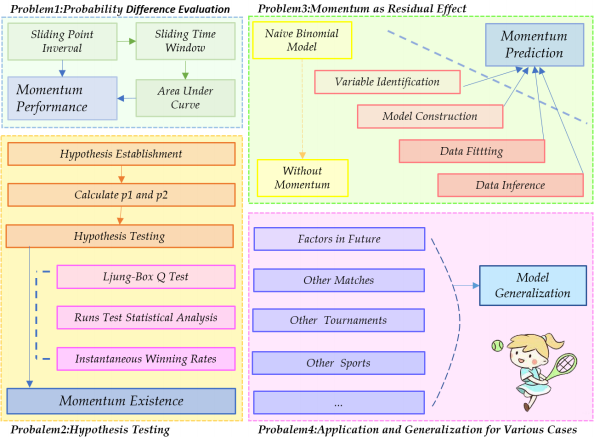 Problem1:Probability Difference Evaluation
Sliding Point
Inverval
Sliding Time
Window
Momentum
Performance
Area Under
Curve
Hypothesis Establishment
Calculate p1 and p2
Hypothesis Testing
Ljung-Box Q Test
Runs Test Statistical Analysis
Instantaneous Winning Rates
Momentum Existence
Probalem2:Hypothesis Testing
Problem3:Momentum as Residual Effect
Naive Binomial
Model
Momentum
Prediction
Variable Identification
Model Construction
Data Fittting
Without
Momentum
Data Inference
Factors in Future
Other Matches
Other Tournaments
Other Sports
...
Model
Generalization
Probalem4:Application and Generalization for Various Cases